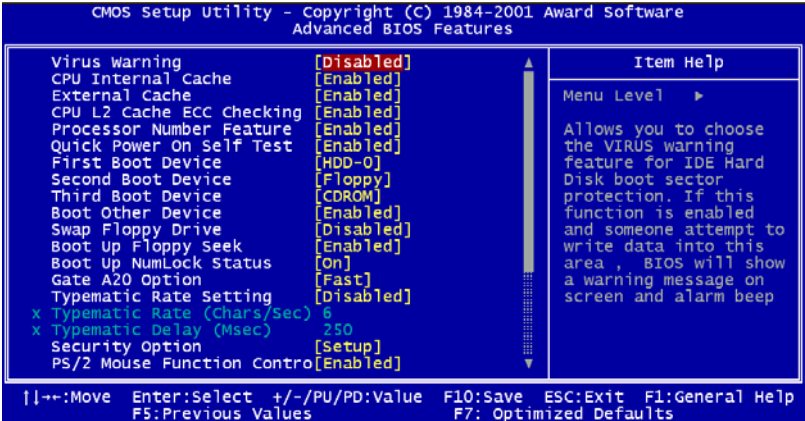 CMOS Setup Utility - Copyright (C) 1984-2001 Award Software
Advanced BIOS Features
Virus Warning [Disabled]
CPU Internal Cache [Enabled]
External Cache [Enabled]
CPU L2 Cache ECC Checking [Enabled]
Processor Number Feature [Enabled]
Quick Power On Self Test [Enabled]
First Boot Device [HDD-0]
Second Boot Device [Floppy]
Third Boot Device [CDROM]
Boot Other Device [Enabled]
Swap Floppy Drive [Disabled]
Boot Up Floppy Seek [Enabled]
Boot Up NumLock Status [On]
Gate A20 Option [Fast]
Typematic Rate Setting [Disabled]
x Typematic Rate (Chars/Sec) 6
x Typematic Delay (Msec) 250
Security Option [Setup]
PS/2 Mouse Function Contro[Enabled]
Item Help
Menu Level ►
Allows you to choose
the VIRUS warning
feature for IDE Hard
Disk boot sector
protection. If this
function is enabled
and someone attempt to
write data into this
area , BIOS will show
a warning message on
screen and alarm beep
↑↓→←:Move Enter:Select +/-/PU/PD:Value F10:Save ESC:Exit F1:General Help
F5:Previous Values F7: Optimized Defaults